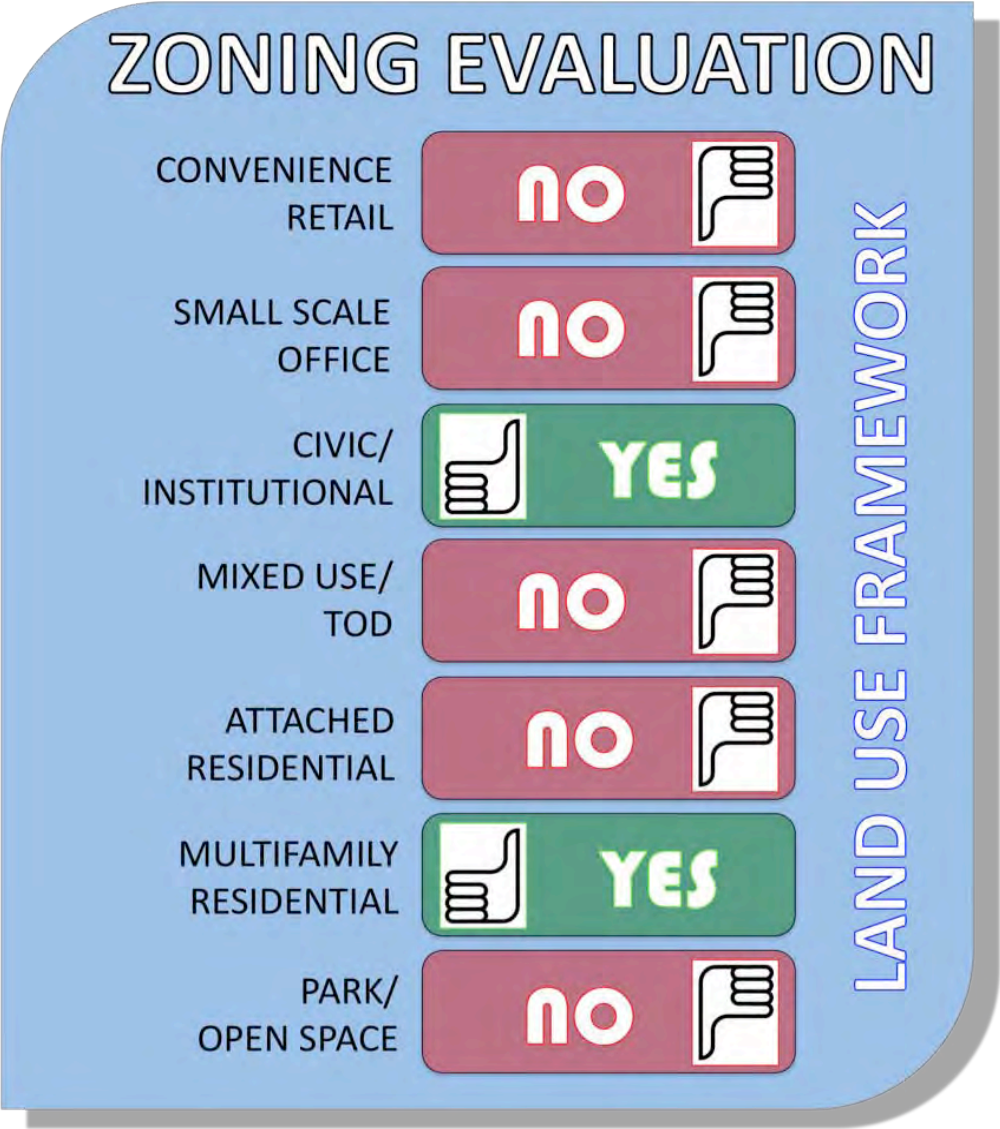 ZONING EVALUATION
CONVENIENCE
RETAIL
NO
SMALL SCALE
OFFICE
NO
CIVIC/
INSTITUTIONAL
YES
MIXED USE/
TOD
NO
ATTACHED
RESIDENTIAL
NO
MULTIFAMILY
RESIDENTIAL
YES
PARK/
OPEN SPACE
NO
LAND USE FRAMEWORK